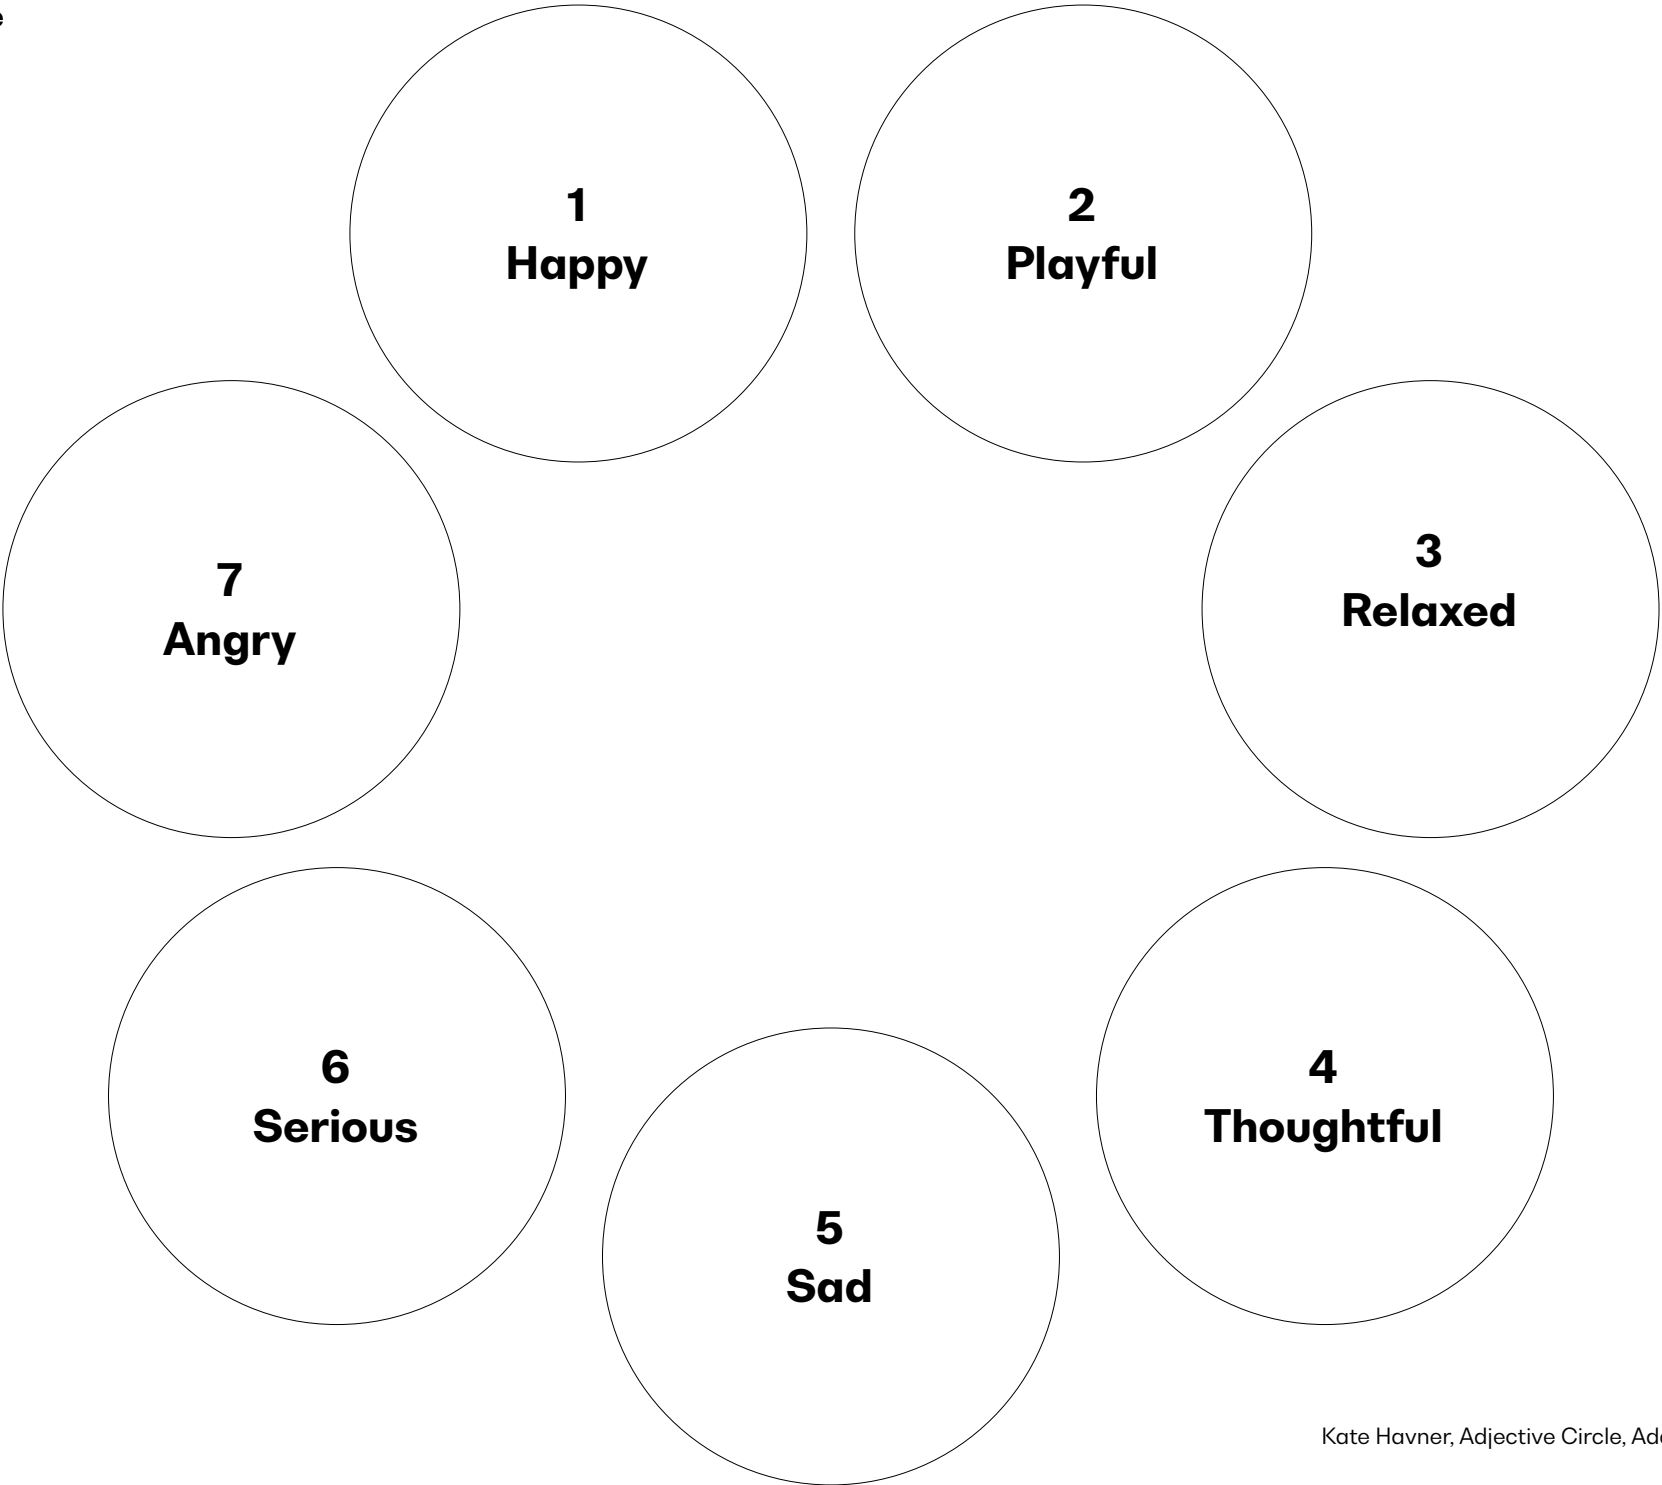 1
Happy
2
Playful
3
Relaxed
4
Thoughtful
5
Sad
6
Serious
7
Angry
Kate Havner, Adjective Circle,